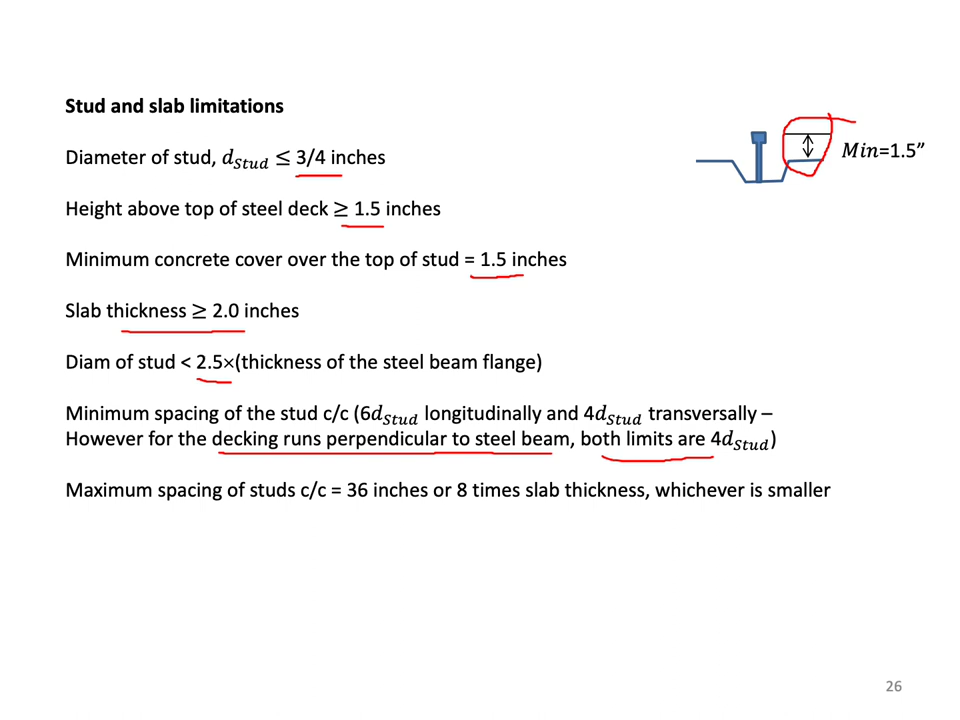 Stud and slab limitations
Diameter of stud, d_Stud ≤ 3/4 inches
Min=1.5”
Height above top of steel deck ≥ 1.5 inches
Minimum concrete cover over the top of stud = 1.5 inches
Slab thickness ≥ 2.0 inches
Diam of stud < 2.5×(thickness of the steel beam flange)
Minimum spacing of the stud c/c (6d_Stud longitudinally and 4d_Stud transversally –
However for the decking runs perpendicular to steel beam, both limits are 4d_Stud)
Maximum spacing of studs c/c = 36 inches or 8 times slab thickness, whichever is smaller
26